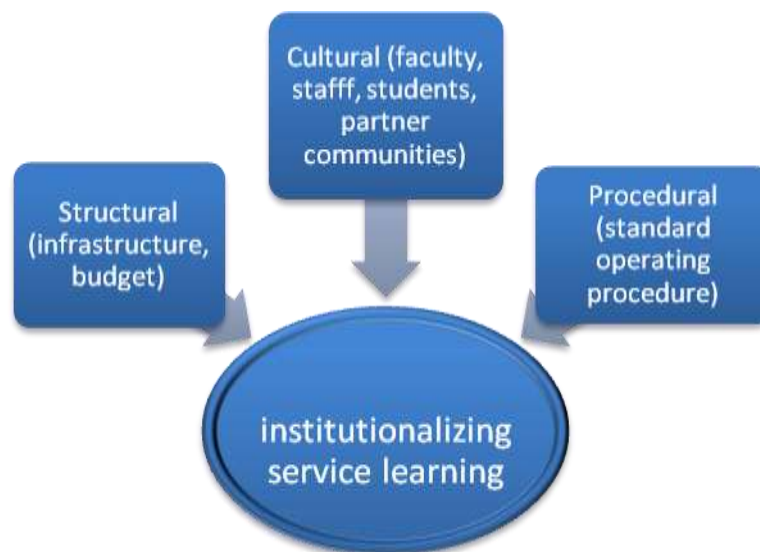 Cultural (faculty,
stafff, students,
partner
communities)
Structural
(infrastructure,
budget)
Procedural
(standard
operating
procedure)
institutionalizing
service learning